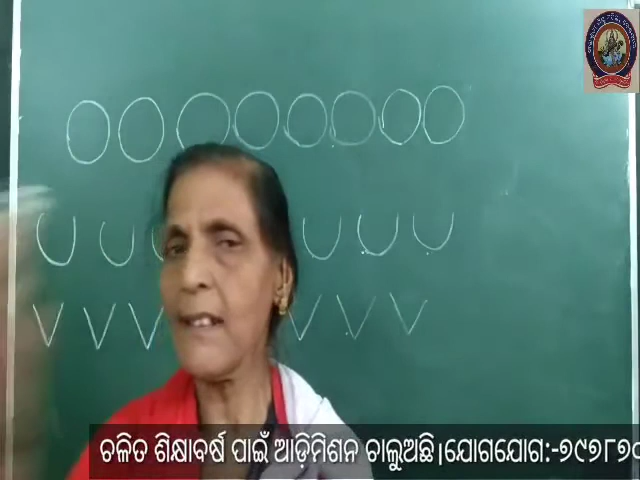 O O O O O O O O
U U U U U U
V V V V V V
ଚଳିତ ଶିକ୍ଷାବର୍ଷ ପାଇଁ ଆଡ଼ମିଶନ ଚାଲୁଅଛି।ଯୋଗଯୋଗ:-୭୯୭୮୭୦